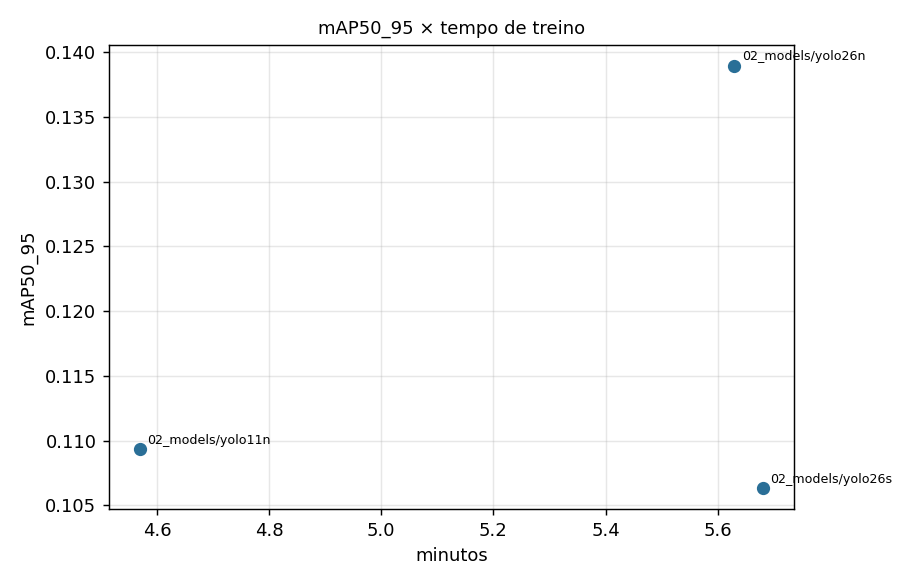 mAP50_95 × tempo de treino
mAP50_95
0.140
0.135
0.130
0.125
0.120
0.115
0.110
0.105
02_models/yolo26n
02_models/yolo11n
02_models/yolo26s
4.6 4.8 5.0 5.2 5.4 5.6
minutos